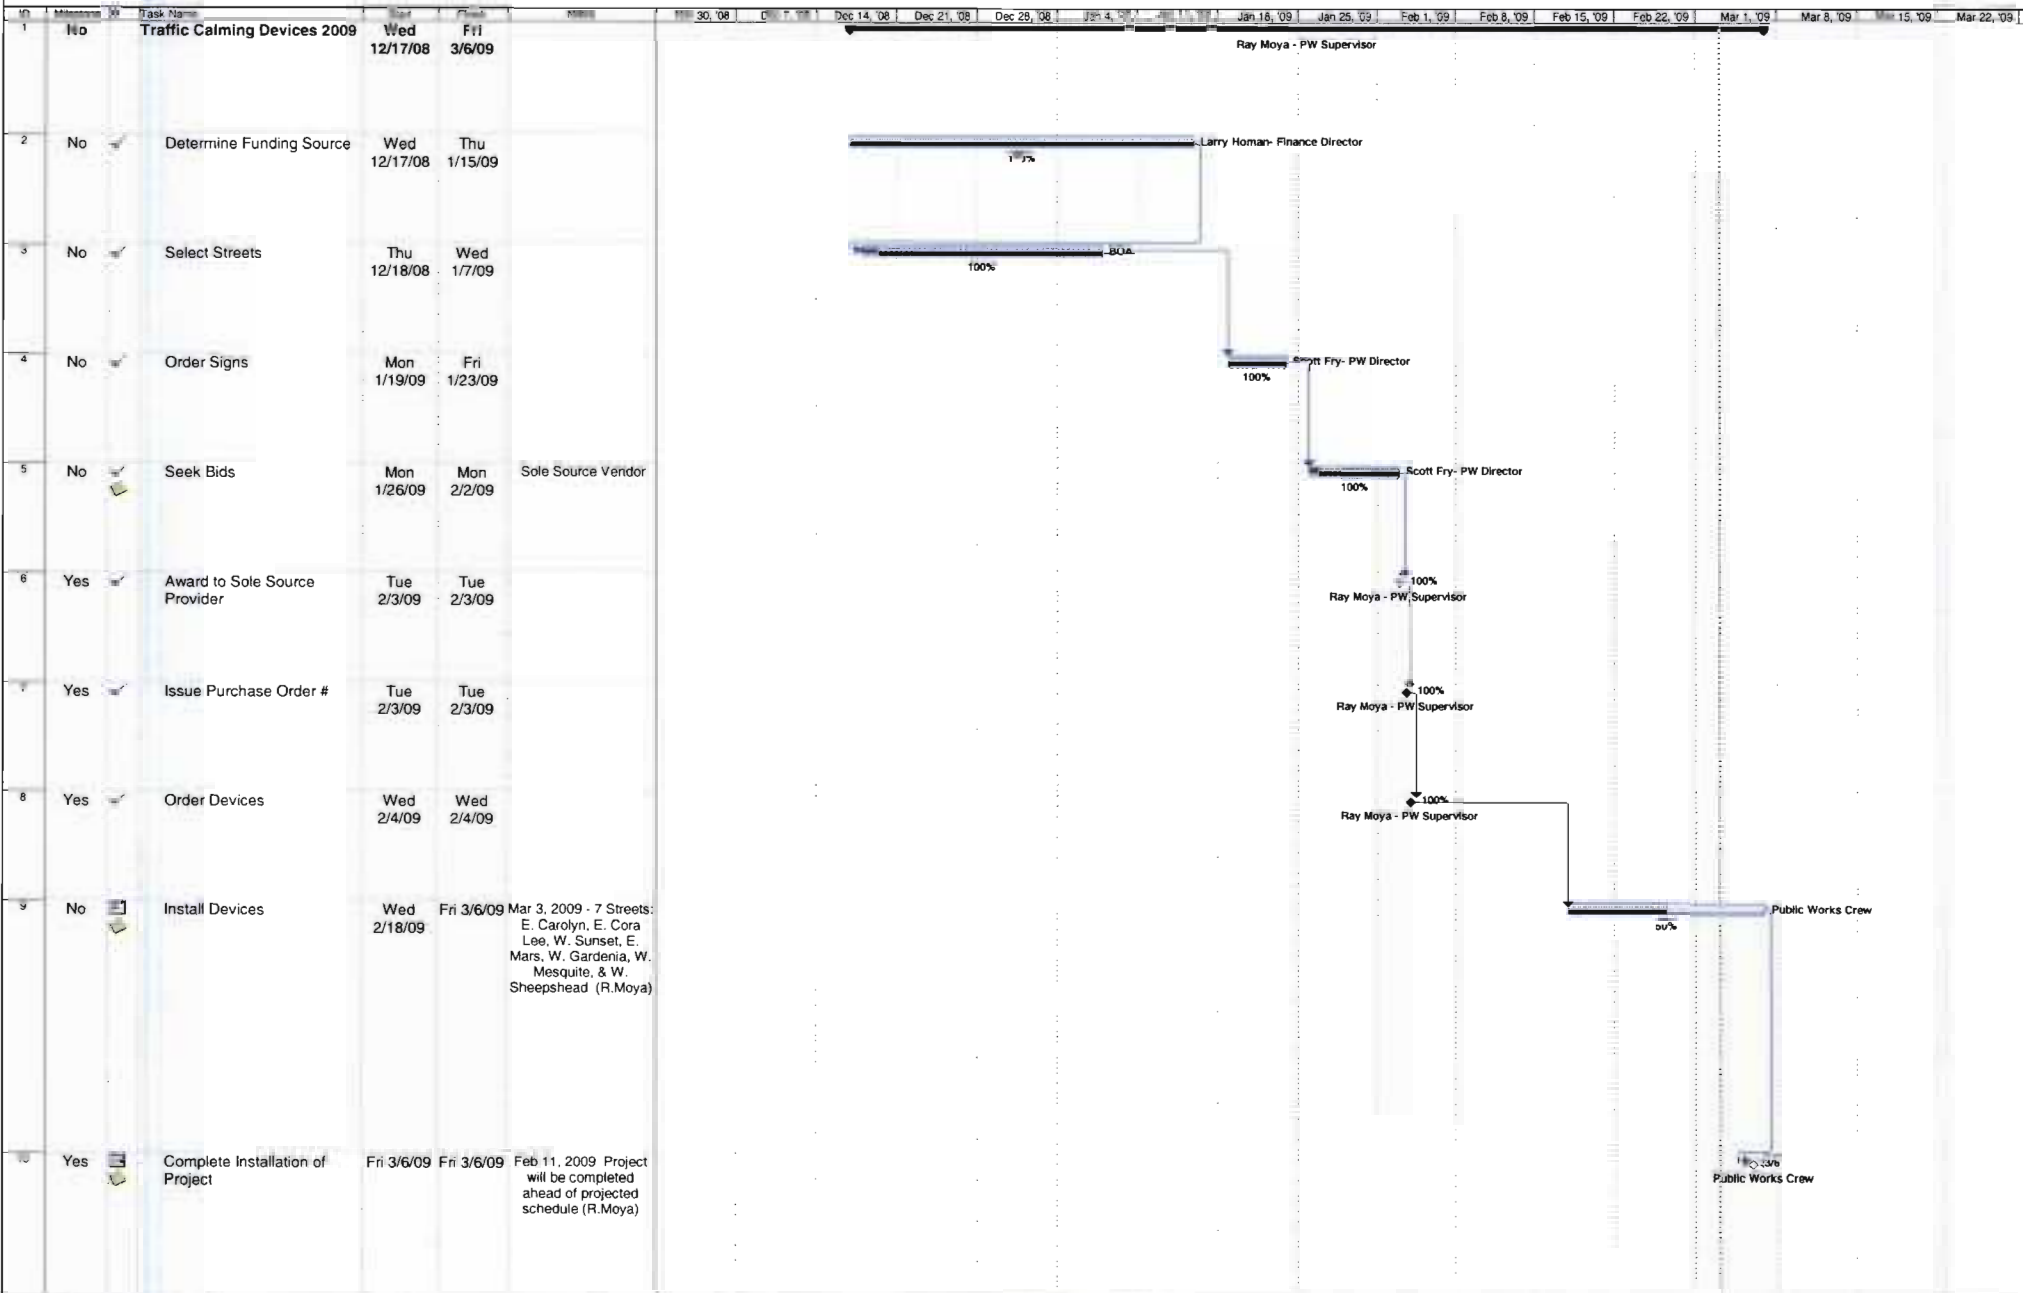 Task Name
30, '08 Dec 14, '08 Dec 21, '08 Dec 28, '08 Jan 18, '09 Jan 25, '09 Feb 1, '09 Feb 8, '09 Feb 15, '09 Feb 22, '09 Mar 1, '09 Mar 8, '09 15, '09 Mar 22, '09
1 No Traffic Calming Devices 2009 Wed Fri
12/17/08 3/6/09
Ray Moya - PW Supervisor
2 No Determine Funding Source Wed Thu
12/17/08 1/15/09
Larry Homan- Finance Director
3 No Select Streets Thu Wed
12/18/08 1/7/09
BOA
100%
4 No Order Signs Mon Fri
1/19/09 1/23/09
Scott Fry- PW Director
100%
5 No Seek Bids Mon Mon Sole Source Vendor
1/26/09 2/2/09
Scott Fry- PW Director
100%
6 Yes Award to Sole Source Tue Tue
Provider 2/3/09 2/3/09
100%
Ray Moya - PW Supervisor
Yes Issue Purchase Order # Tue Tue
2/3/09 2/3/09
100%
Ray Moya - PW Supervisor
8 Yes Order Devices Wed Wed
2/4/09 2/4/09
100%
Ray Moya - PW Supervisor
9 No Install Devices Wed Fri 3/6/09 Mar 3, 2009 - 7 Streets:
2/18/09 E. Carolyn, E. Cora
Lee, W. Sunset, E.
Mars, W. Gardenia, W.
Mesquite, & W.
Sheepshead (R.Moya)
Public Works Crew
Yes Complete Installation of Fri 3/6/09 Fri 3/6/09 Feb 11, 2009 Project
Project will be completed
ahead of projected
schedule (R.Moya)
3/6
Public Works Crew